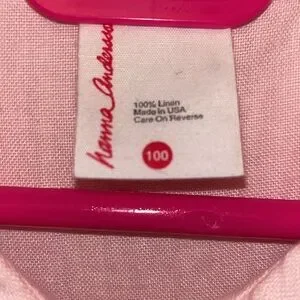 hanna andersson
100% Linen
Made in USA
Care On Reverse
100